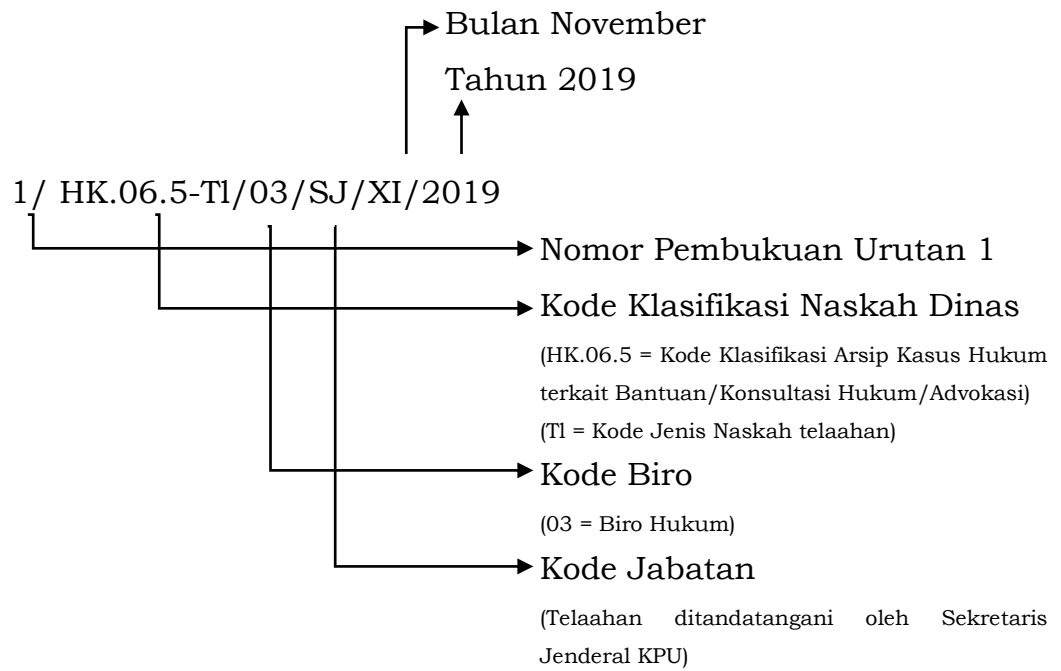 Bulan November
Tahun 2019
1/ HK.06.5-Tl/03/SJ/XI/2019
Nomor Pembukuan Urutan 1
Kode Klasifikasi Naskah Dinas
(HK.06.5 = Kode Klasifikasi Arsip Kasus Hukum
terkait Bantuan/Konsultasi Hukum/Advokasi)
(Tl = Kode Jenis Naskah telaahan)
Kode Biro
(03 = Biro Hukum)
Kode Jabatan
(Telaahan ditandatangani oleh Sekretaris
Jenderal KPU)